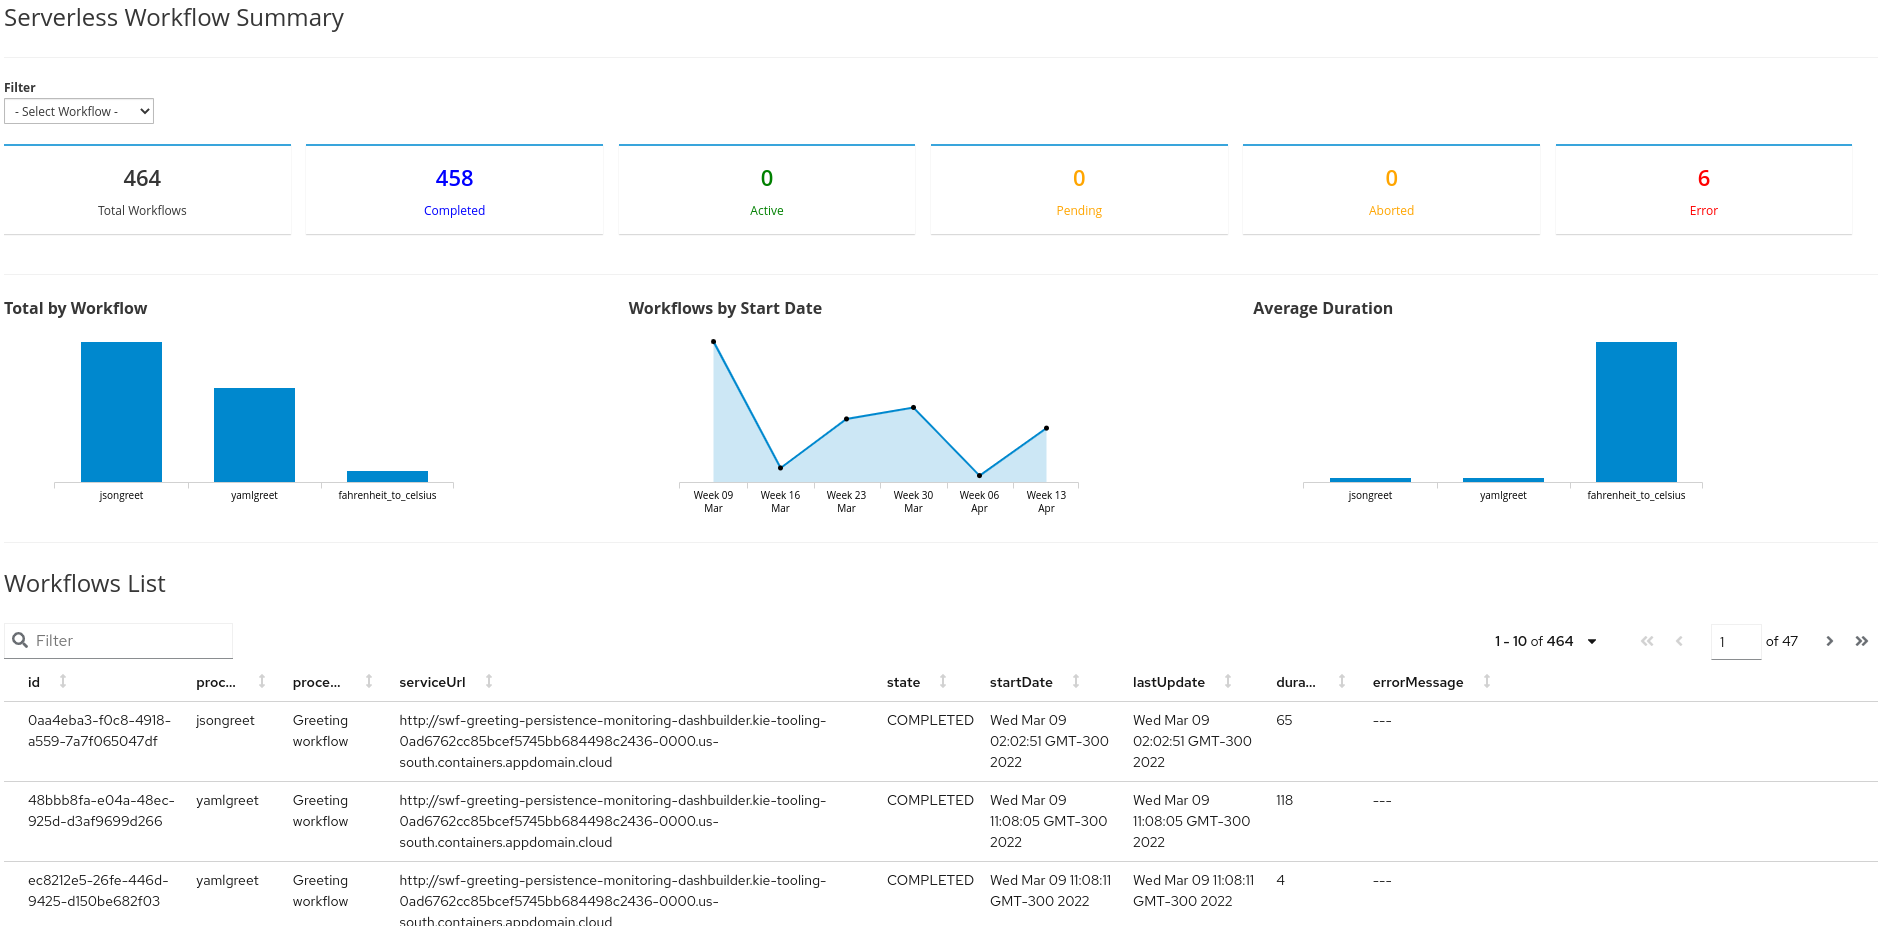 Serverless Workflow Summary
Filter
- Select Workflow -
464
Total Workflows
458
Completed
0
Active
0
Pending
0
Aborted
6
Error
Total by Workflow
jsongreet yamlgreet fahrenheit_to_celsius
Workflows by Start Date
Week 09 Week 16 Week 23 Week 30 Week 06 Week 13
Mar Mar Mar Mar Apr Apr
Average Duration
jsongreet yamlgreet fahrenheit_to_celsius
Workflows List
Filter
1 - 10 of 464
1 of 47
id proc... proce... serviceUrl state startDate lastUpdate dura... errorMessage
0aa4eba3-f0c8-4918-
a559-7a7f065047df
jsongreet
Greeting
workflow
http://swf-greeting-persistence-monitoring-dashbuilder.kie-tooling-
0ad6762cc85bcef5745bb684498c2436-0000.us-
south.containers.appdomain.cloud
COMPLETED
Wed Mar 09
02:02:51 GMT-300
2022
Wed Mar 09
02:02:51 GMT-300
2022
65
---
48bbb8fa-e04a-48ec-
925d-d3af9699d266
yamlgreet
Greeting
workflow
http://swf-greeting-persistence-monitoring-dashbuilder.kie-tooling-
0ad6762cc85bcef5745bb684498c2436-0000.us-
south.containers.appdomain.cloud
COMPLETED
Wed Mar 09
11:08:05 GMT-300
2022
Wed Mar 09
11:08:05 GMT-300
2022
118
---
ec8212e5-26fe-446d-
9425-d150be682f03
yamlgreet
Greeting
workflow
http://swf-greeting-persistence-monitoring-dashbuilder.kie-tooling-
0ad6762cc85bcef5745bb684498c2436-0000.us-
south.containers.appdomain.cloud
COMPLETED
Wed Mar 09 11:08:11
GMT-300 2022
Wed Mar 09 11:08:11
GMT-300 2022
4
---